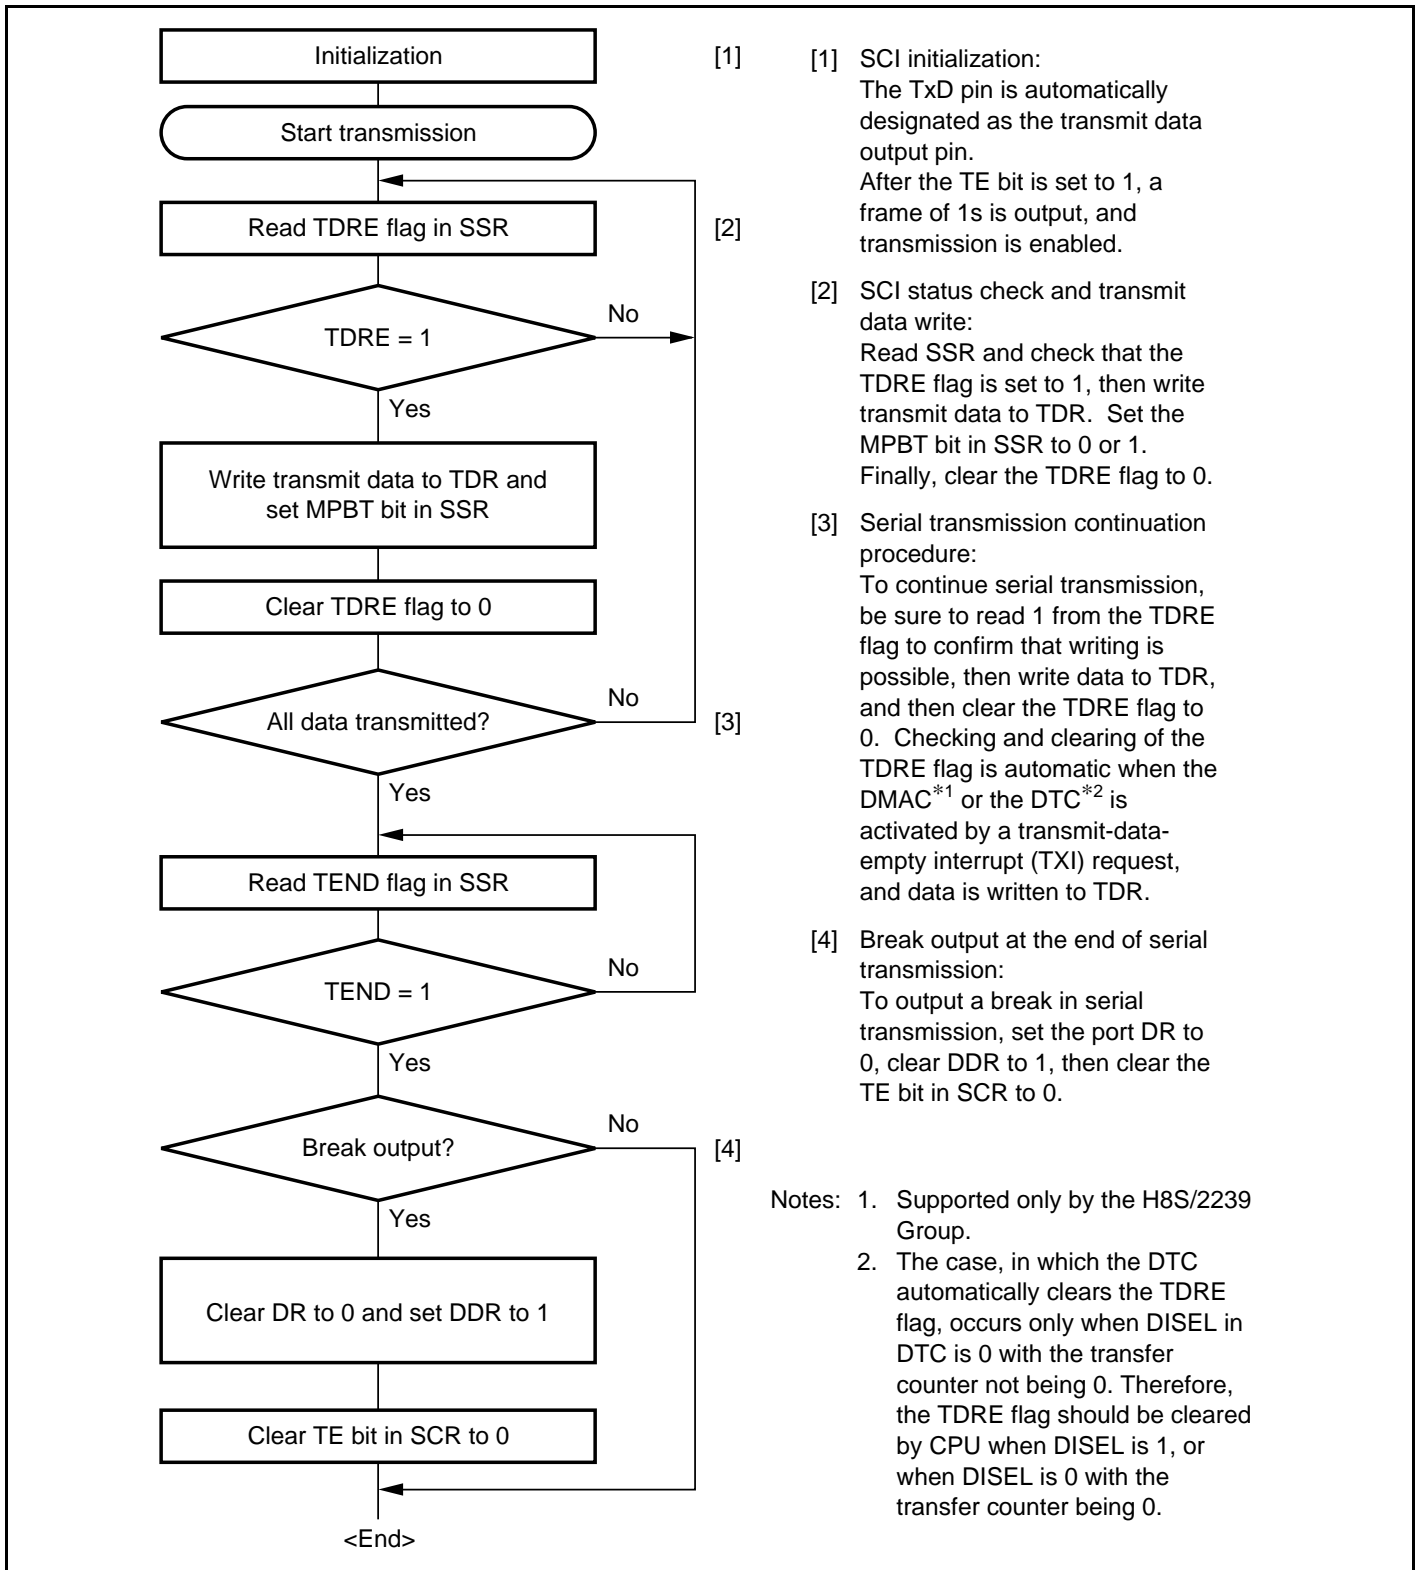 Initialization
[1]
Start transmission
Read TDRE flag in SSR
[2]
TDRE = 1
No
Yes
Write transmit data to TDR and
set MPBT bit in SSR
Clear TDRE flag to 0
All data transmitted?
No
[3]
Yes
Read TEND flag in SSR
TEND = 1
No
Yes
Break output?
No
[4]
Yes
Clear DR to 0 and set DDR to 1
Clear TE bit in SCR to 0
<End>
[1] SCI initialization:
The TxD pin is automatically
designated as the transmit data
output pin.
After the TE bit is set to 1, a
frame of 1s is output, and
transmission is enabled.
[2] SCI status check and transmit
data write:
Read SSR and check that the
TDRE flag is set to 1, then write
transmit data to TDR.  Set the
MPBT bit in SSR to 0 or 1.
Finally, clear the TDRE flag to 0.
[3] Serial transmission continuation
procedure:
To continue serial transmission,
be sure to read 1 from the TDRE
flag to confirm that writing is
possible, then write data to TDR,
and then clear the TDRE flag to
0.  Checking and clearing of the
TDRE flag is automatic when the
DMAC*1 or the DTC*2 is
activated by a transmit-data-
empty interrupt (TXI) request,
and data is written to TDR.
[4] Break output at the end of serial
transmission:
To output a break in serial
transmission, set the port DR to
0, clear DDR to 1, then clear the
TE bit in SCR to 0.
Notes: 1. Supported only by the H8S/2239
Group.
2. The case, in which the DTC
automatically clears the TDRE
flag, occurs only when DISEL in
DTC is 0 with the transfer
counter not being 0. Therefore,
the TDRE flag should be cleared
by CPU when DISEL is 1, or
when DISEL is 0 with the
transfer counter being 0.